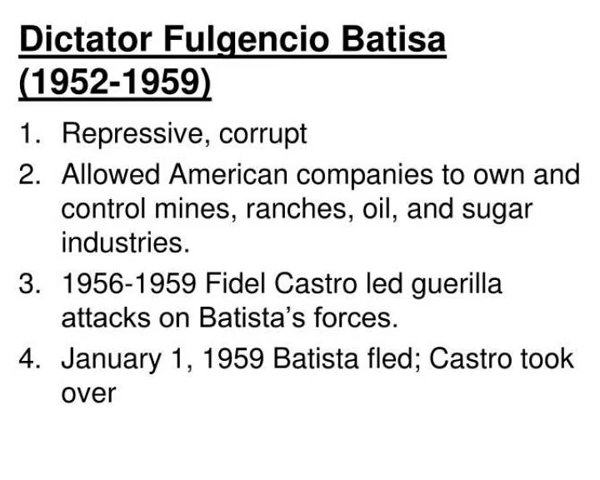 Dictator Fulgencio Batisa
(1952-1959)
1. Repressive, corrupt
2. Allowed American companies to own and
control mines, ranches, oil, and sugar
industries.
3. 1956-1959 Fidel Castro led guerilla
attacks on Batista’s forces.
4. January 1, 1959 Batista fled; Castro took
over